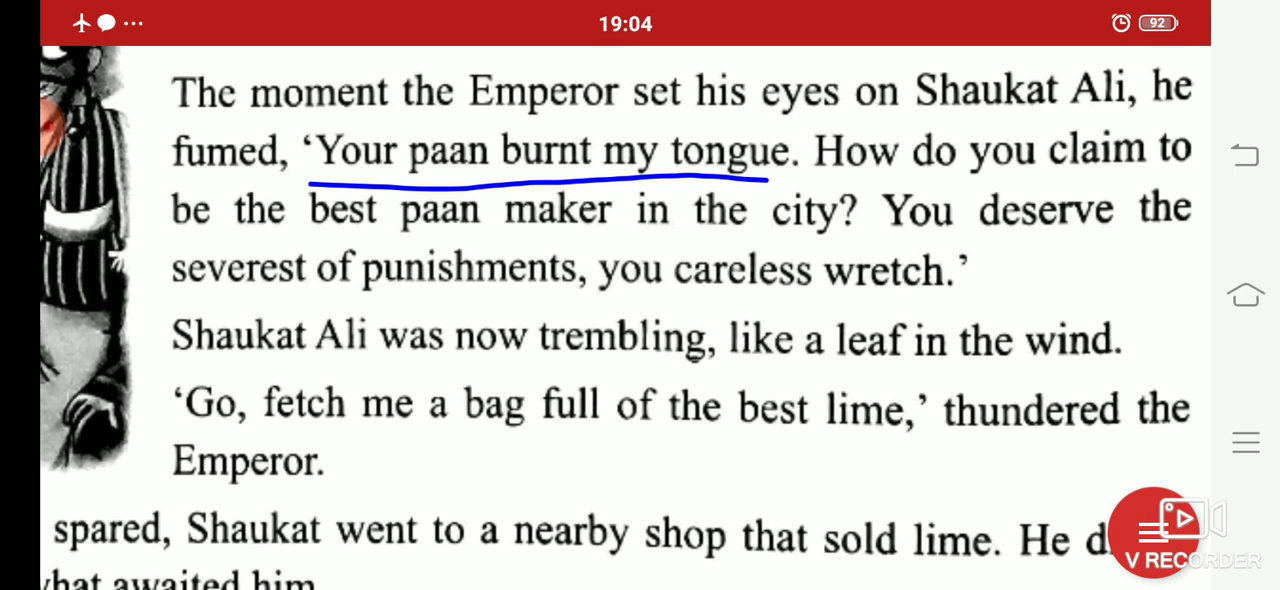 19:04
92
The moment the Emperor set his eyes on Shaukat Ali, he
fumed, ‘Your paan burnt my tongue. How do you claim to
be the best paan maker in the city? You deserve the
severest of punishments, you careless wretch.’
Shaukat Ali was now trembling, like a leaf in the wind.
‘Go, fetch me a bag full of the best lime,’ thundered the
Emperor.
spared, Shaukat went to a nearby shop that sold lime. He
awaited him
V RECORDER